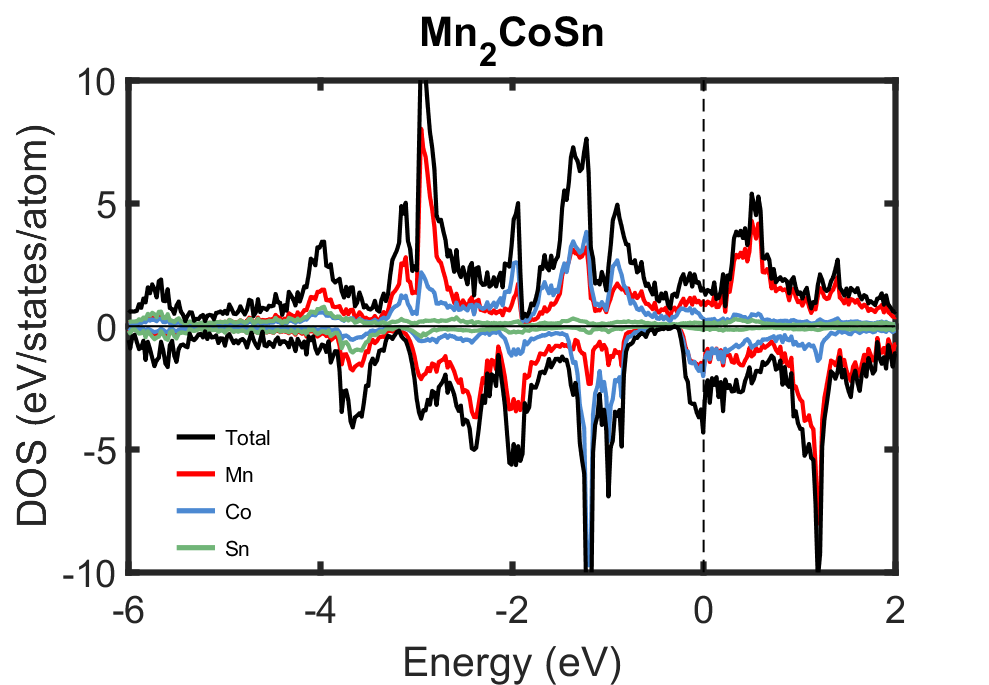 Mn₂CoSn
DOS (eV/states/atom)
10
5
0
-5
-10
Total
Mn
Co
Sn
-6 -4 -2 0 2
Energy (eV)